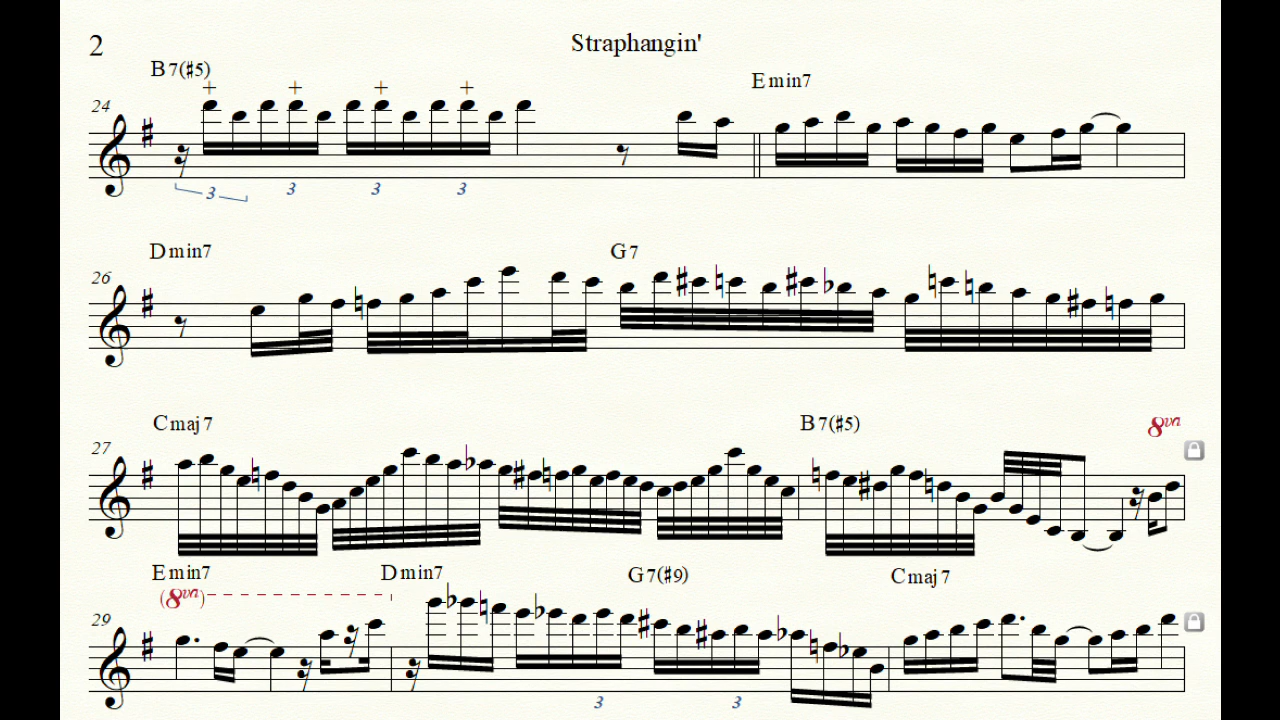 2
Straphangin'
B7(#5)
Emin7
24
3 3 3 3
Dmin7 G7
26
Cmaj7 B7(#5) 8va
27
Emin7 Dmin7 G7(#9) Cmaj7
(8va)
29
3 3